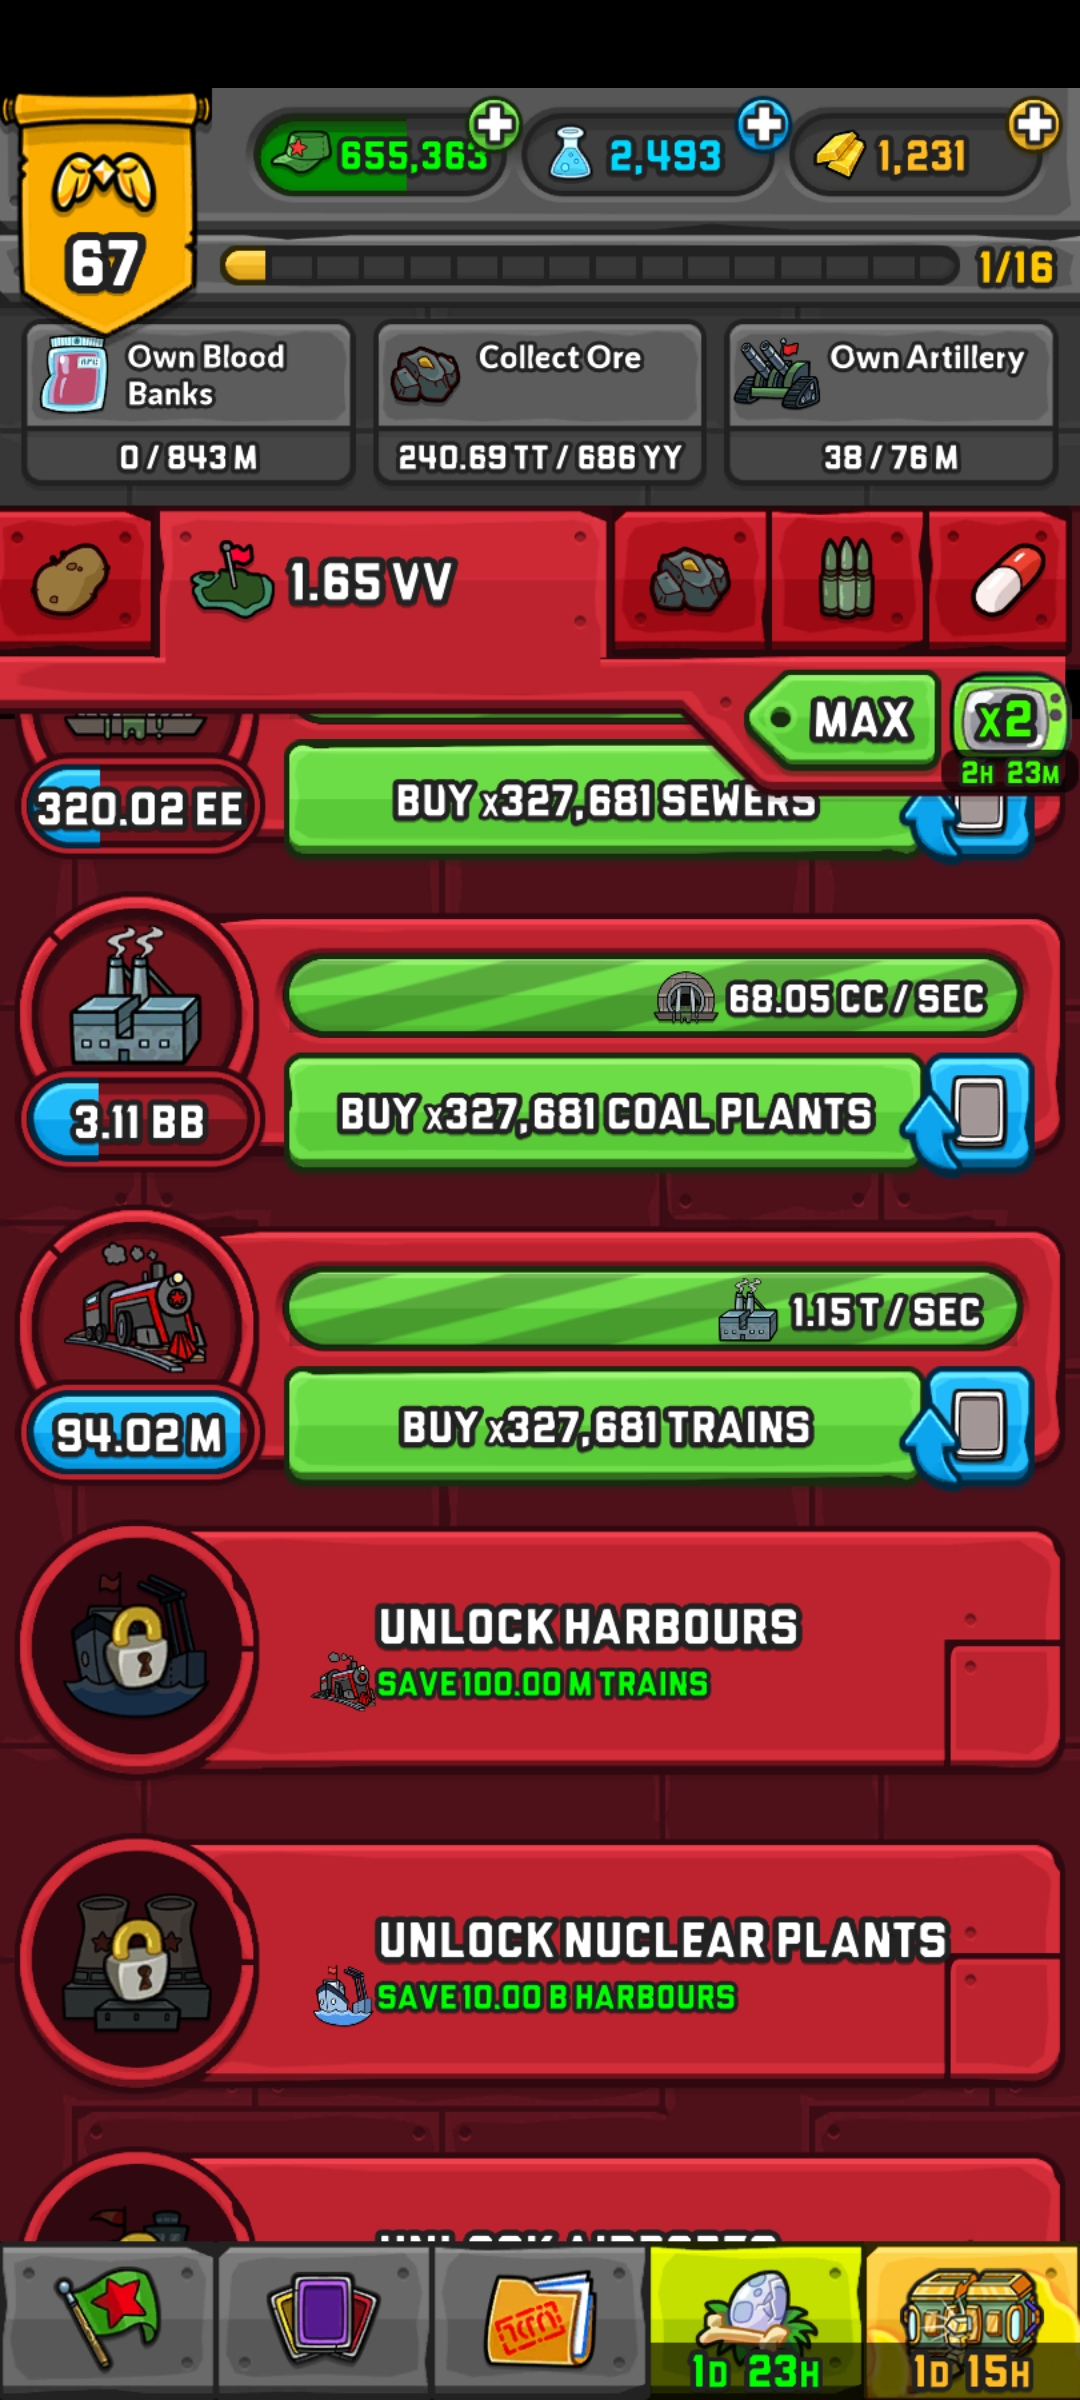 655,363
2,493
1,231
67
1/16
Own Blood
Banks
0 / 843 M
Collect Ore
240.69 TT / 686 YY
Own Artillery
38 / 76 M
1.65 VV
MAX
x2
2H 23M
320.02 EE
BUY x327,681 SEWERS
68.05 CC / SEC
3.11 BB
BUY x327,681 COAL PLANTS
1.15 T / SEC
94.02 M
BUY x327,681 TRAINS
UNLOCK HARBOURS
SAVE 100.00 M TRAINS
UNLOCK NUCLEAR PLANTS
SAVE 10.00 B HARBOURS
1D 23H
1D 15H